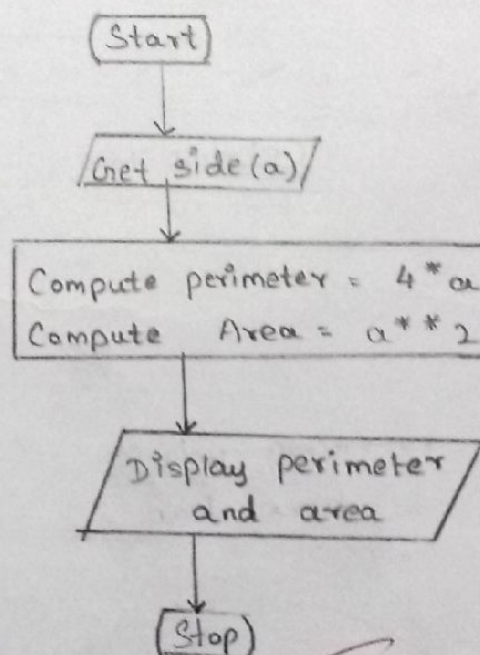 Start
Get side (a)
Compute perimeter = 4 * a
Compute Area = a * * 2
Display perimeter
and area
Stop